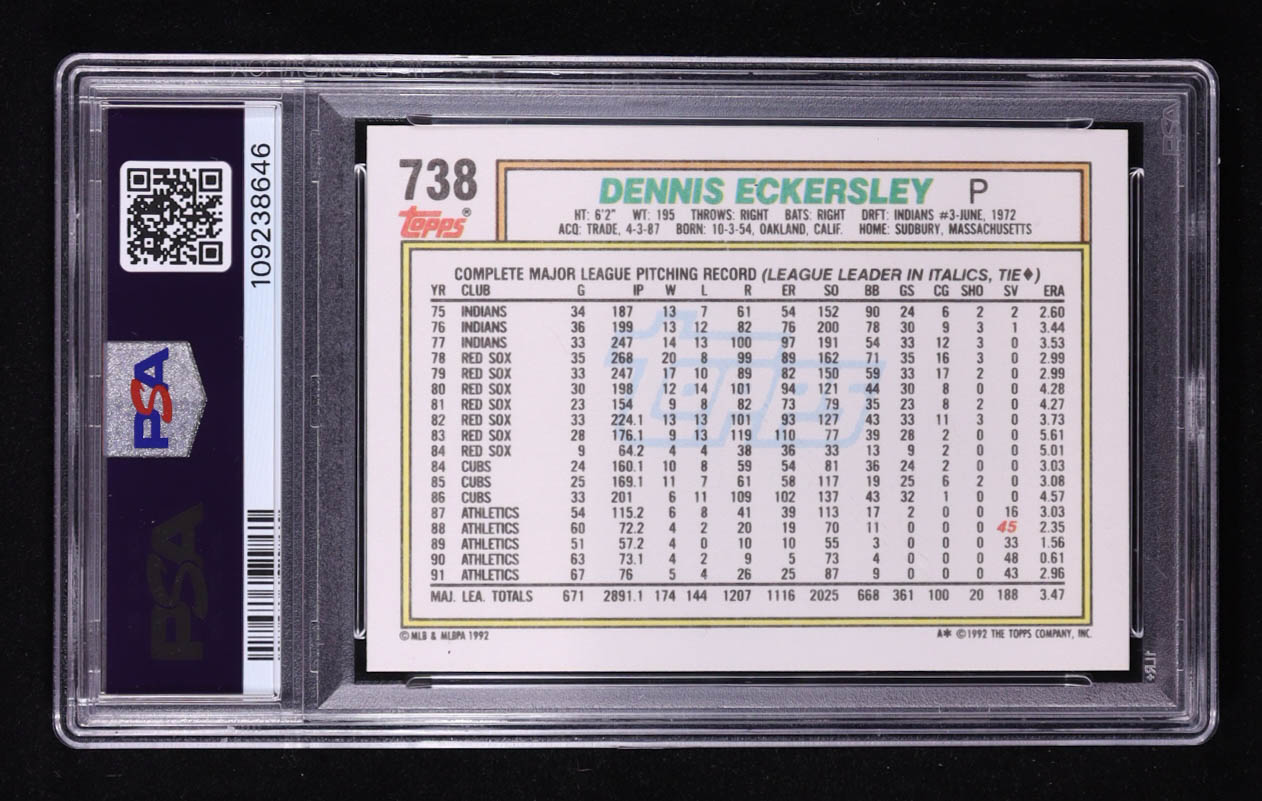 109238646
PSA
PSA
738
topps®
DENNIS ECKERSLEY P
HT: 6'2" WT: 195 THROWS: RIGHT BATS: RIGHT DRFT: INDIANS #3-JUNE, 1972
ACQ: TRADE, 4-3-87 BORN: 10-3-54, OAKLAND, CALIF. HOME: SUDBURY, MASSACHUSETTS
COMPLETE MAJOR LEAGUE PITCHING RECORD (LEAGUE LEADER IN ITALICS, TIE♦)
YR CLUB G IP W L R ER SO BB GS CG SHO SV ERA
75 INDIANS 34 187 13 7 61 54 152 90 24 6 2 2 2.60
76 INDIANS 36 199 13 12 82 76 200 78 30 9 3 1 3.44
77 INDIANS 33 247 14 13 100 97 191 54 33 12 3 0 3.53
78 RED SOX 35 268 20 8 99 89 162 71 35 16 3 0 2.99
79 RED SOX 33 247 17 10 89 82 150 59 33 17 2 0 2.99
80 RED SOX 30 198 12 14 101 94 121 44 30 8 0 0 4.28
81 RED SOX 23 154 9 8 82 73 79 35 23 8 2 0 4.27
82 RED SOX 33 224.1 13 13 101 93 127 43 33 11 3 0 3.73
83 RED SOX 28 176.1 9 13 119 110 77 39 28 2 0 0 5.61
84 RED SOX 9 64.2 4 4 38 36 33 13 9 2 0 0 5.01
84 CUBS 24 160.1 10 8 59 54 81 36 24 2 0 0 3.03
85 CUBS 25 169.1 11 7 61 58 117 19 25 6 2 0 3.08
86 CUBS 33 201 6 11 109 102 137 43 32 1 0 0 4.57
87 ATHLETICS 54 115.2 6 8 41 39 113 17 2 0 0 16 3.03
88 ATHLETICS 60 72.2 4 2 20 19 70 11 0 0 0 45 2.35
89 ATHLETICS 51 57.2 4 0 10 10 55 3 0 0 0 33 1.56
90 ATHLETICS 63 73.1 4 2 9 5 73 4 0 0 0 48 0.61
91 ATHLETICS 67 76 5 4 26 25 87 9 0 0 0 43 2.96
MAJ. LEA. TOTALS 671 2891.1 174 144 1207 1116 2025 668 361 100 20 188 3.47
topps
© MLB & MLBPA 1992
A* ©1992 THE TOPPS COMPANY, INC.
1LR+
PSA